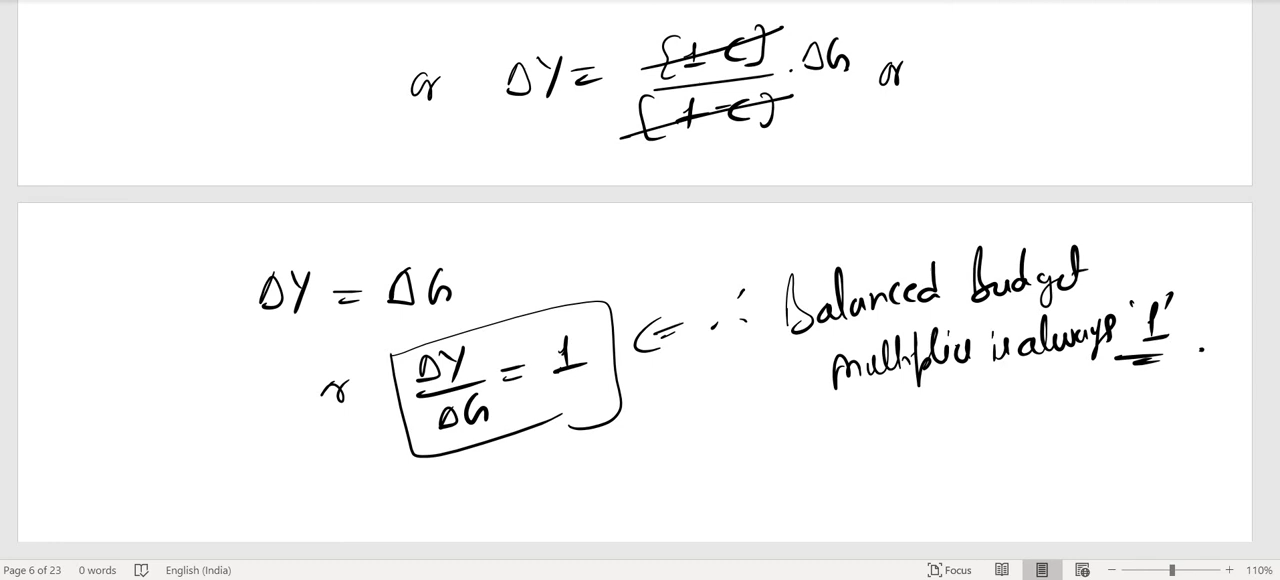 or ΔY = [1-C] / [1-C] . ΔG or
ΔY = ΔG
or ΔY/ΔG = 1 ⇐ ∴ Balanced Budget
multiplier is always '1'.
Page 6 of 23 0 words English (India) Focus 110%